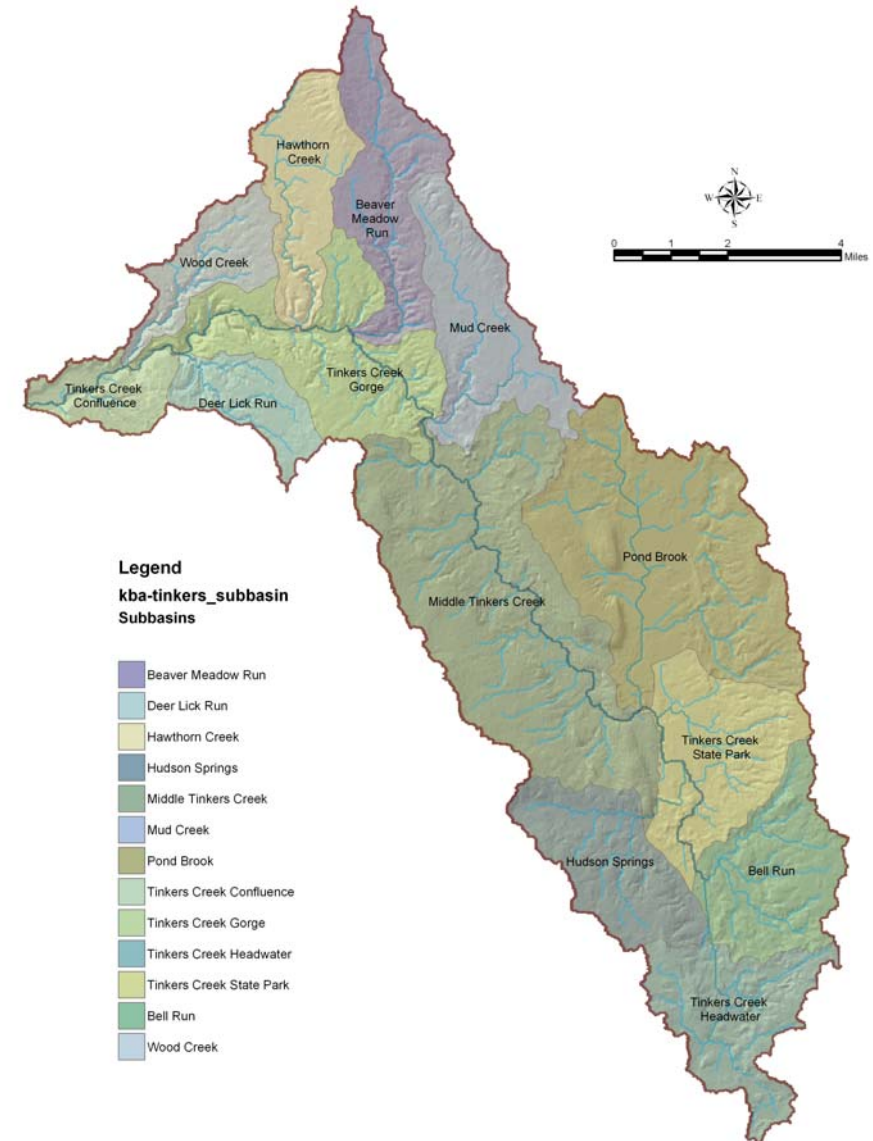 Hawthorn
Creek
Beaver
Meadow
Run
Wood Creek
Mud Creek
Tinkers Creek
Gorge
Tinkers Creek
Confluence
Deer Lick Run
N
W
E
S
0
1
2
4
Miles
Pond Brook
Middle Tinkers Creek
Tinkers Creek
State Park
Hudson Springs
Bell Run
Tinkers Creek
Headwater
Legend
kba-tinkers_subbasin
Subbasins
Beaver Meadow Run
Deer Lick Run
Hawthorn Creek
Hudson Springs
Middle Tinkers Creek
Mud Creek
Pond Brook
Tinkers Creek Confluence
Tinkers Creek Gorge
Tinkers Creek Headwater
Tinkers Creek State Park
Bell Run
Wood Creek